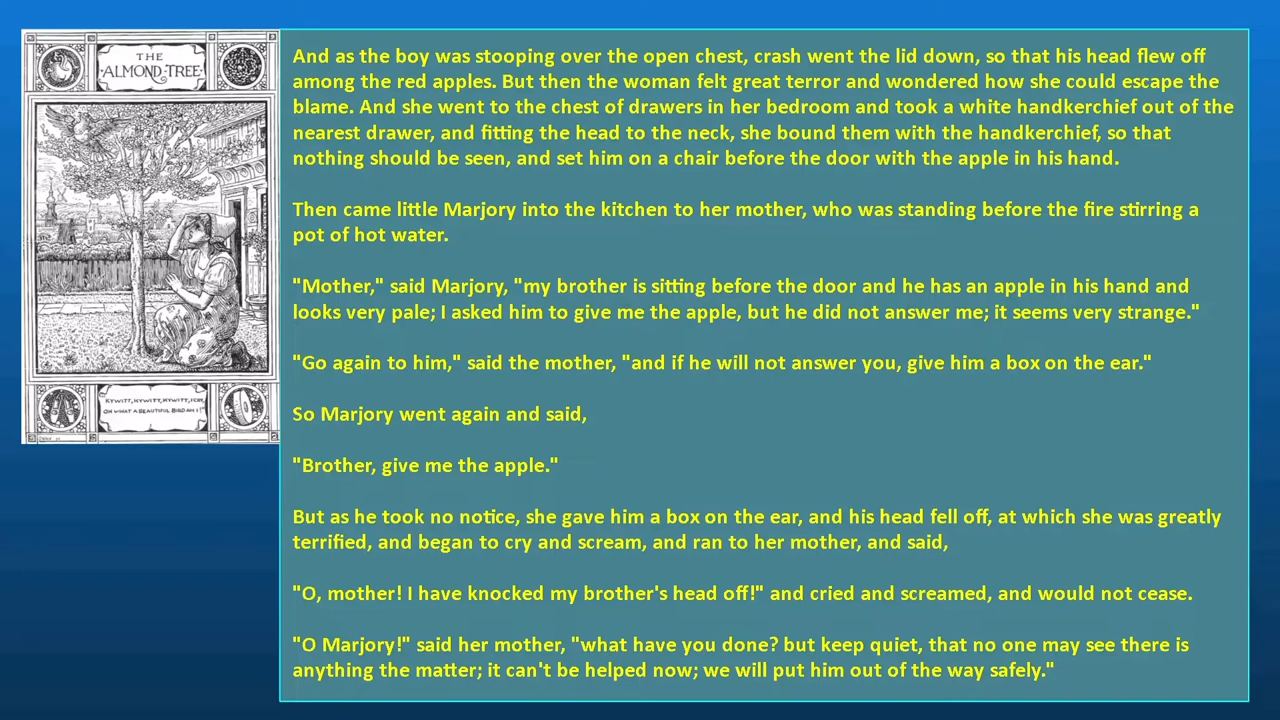 THE
ALMOND-TREE
KYWITT, KYWITT, KYWITT, I CRY,
OH WHAT A BEAUTIFUL BIRD AM I!
And as the boy was stooping over the open chest, crash went the lid down, so that his head flew off
among the red apples. But then the woman felt great terror and wondered how she could escape the
blame. And she went to the chest of drawers in her bedroom and took a white handkerchief out of the
nearest drawer, and fitting the head to the neck, she bound them with the handkerchief, so that
nothing should be seen, and set him on a chair before the door with the apple in his hand.
Then came little Marjory into the kitchen to her mother, who was standing before the fire stirring a
pot of hot water.
"Mother," said Marjory, "my brother is sitting before the door and he has an apple in his hand and
looks very pale; I asked him to give me the apple, but he did not answer me; it seems very strange."
"Go again to him," said the mother, "and if he will not answer you, give him a box on the ear."
So Marjory went again and said,
"Brother, give me the apple."
But as he took no notice, she gave him a box on the ear, and his head fell off, at which she was greatly
terrified, and began to cry and scream, and ran to her mother, and said,
"O, mother! I have knocked my brother's head off!" and cried and screamed, and would not cease.
"O Marjory!" said her mother, "what have you done? but keep quiet, that no one may see there is
anything the matter; it can't be helped now; we will put him out of the way safely."